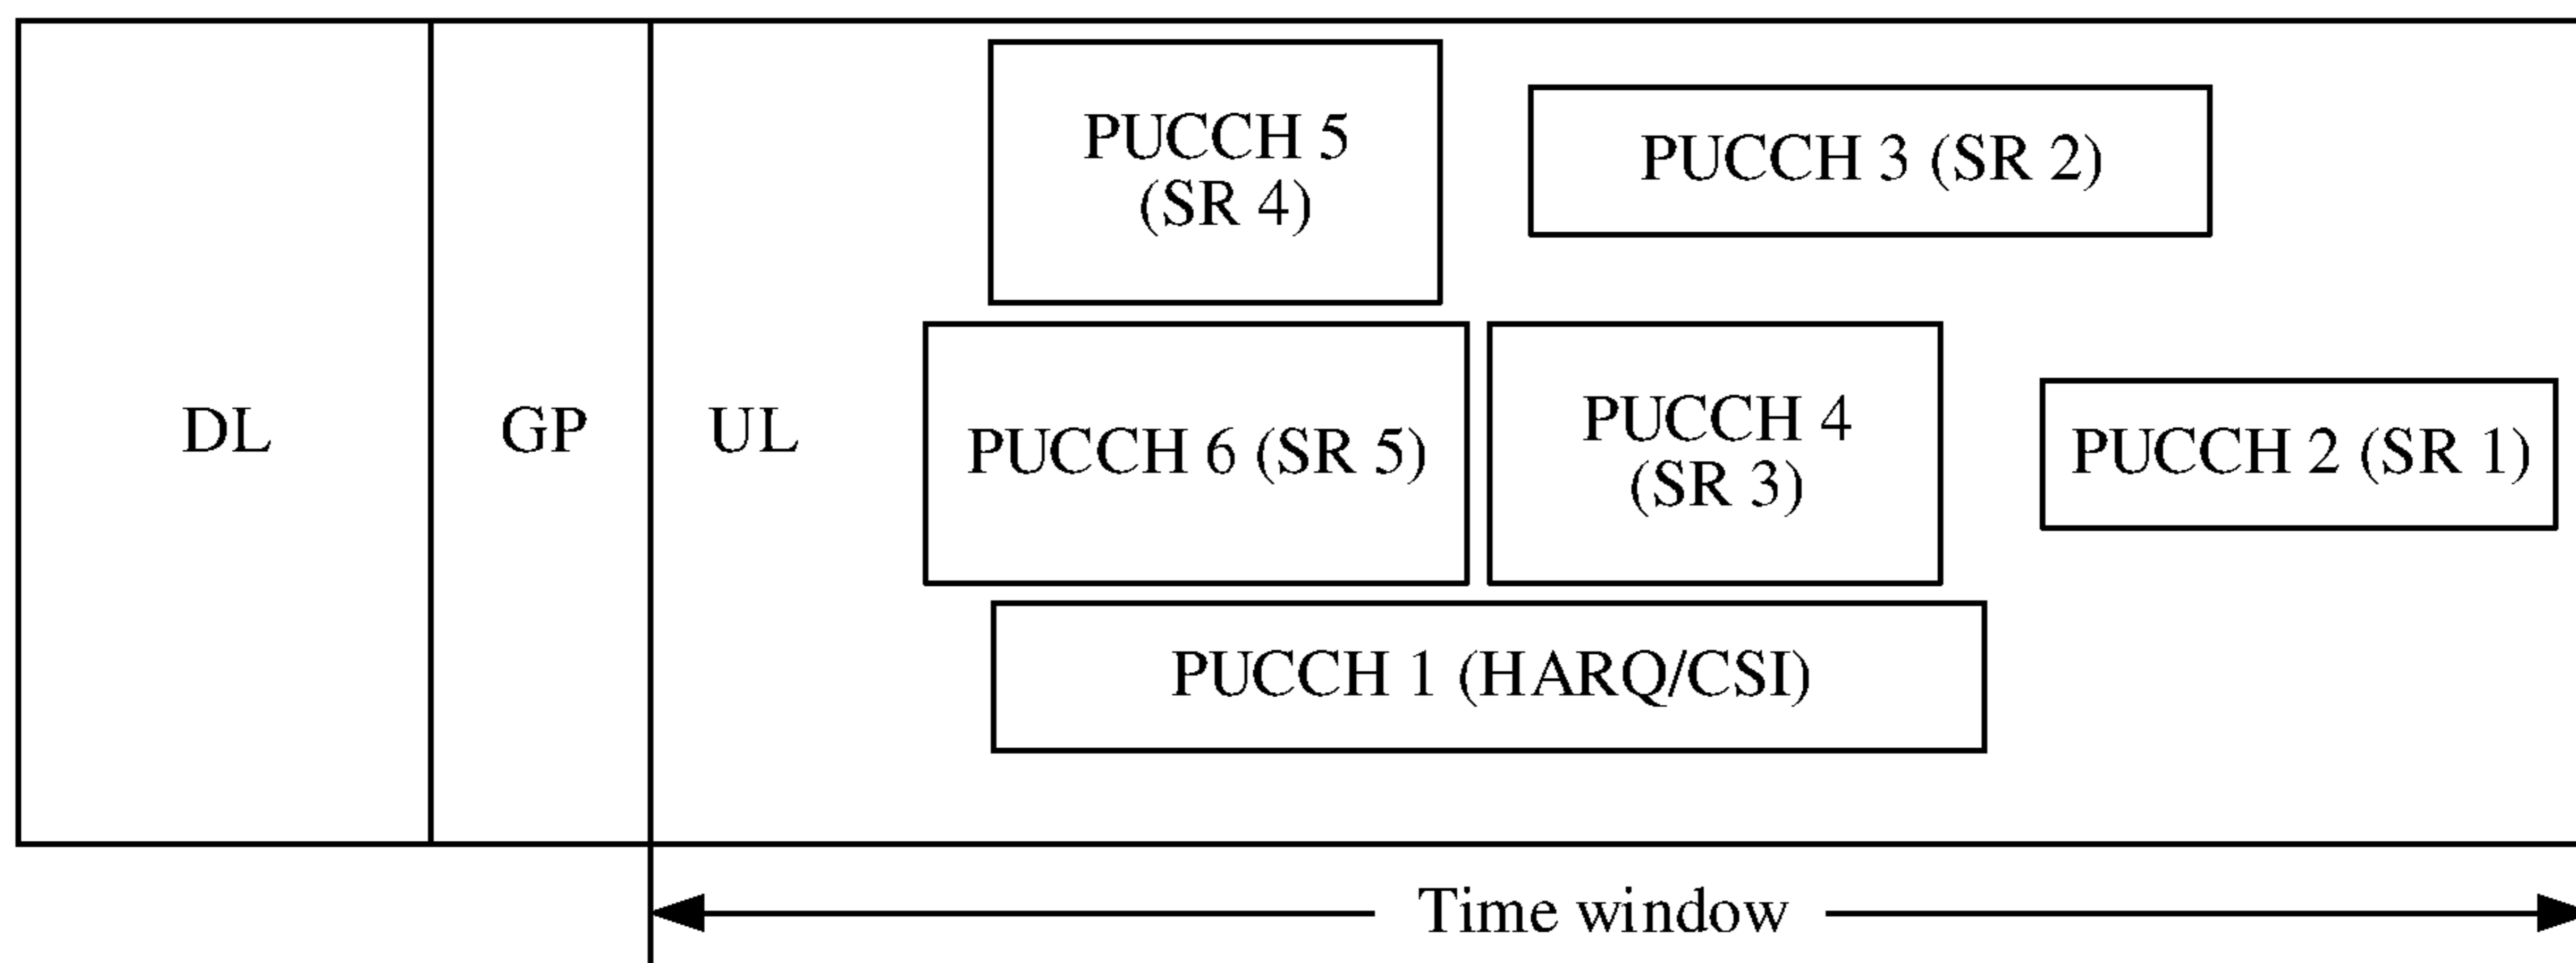 DL
GP
UL
PUCCH 5
(SR 4)
PUCCH 3 (SR 2)
PUCCH 6 (SR 5)
PUCCH 4
(SR 3)
PUCCH 2 (SR 1)
PUCCH 1 (HARQ/CSI)
Time window